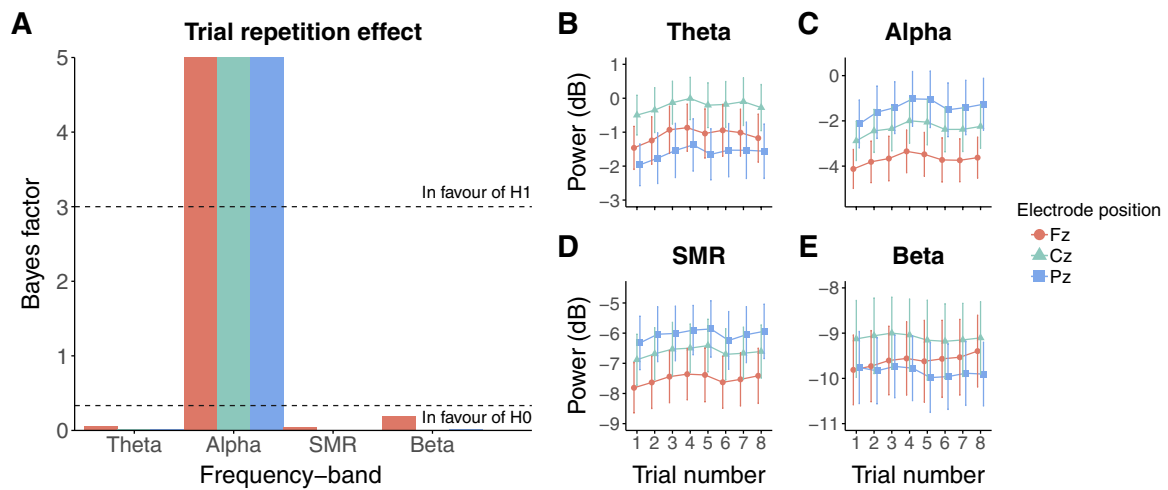 A
Trial repetition effect
5
4
3
2
1
0
Bayes factor
In favour of H1
In favour of H0
Theta Alpha SMR Beta
Frequency−band
B
Theta
1
0
−1
−2
−3
Power (dB)
C
Alpha
0
−2
−4
D
SMR
−5
−6
−7
−8
−9
Power (dB)
1 2 3 4 5 6 7 8
Trial number
E
Beta
−8
−9
−10
−11
1 2 3 4 5 6 7 8
Trial number
Electrode position
Fz
Cz
Pz